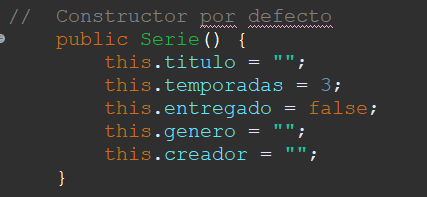 //  Constructor por defecto
public Serie() {
this.titulo = "";
this.temporadas = 3;
this.entregado = false;
this.genero = "";
this.creador = "";
}